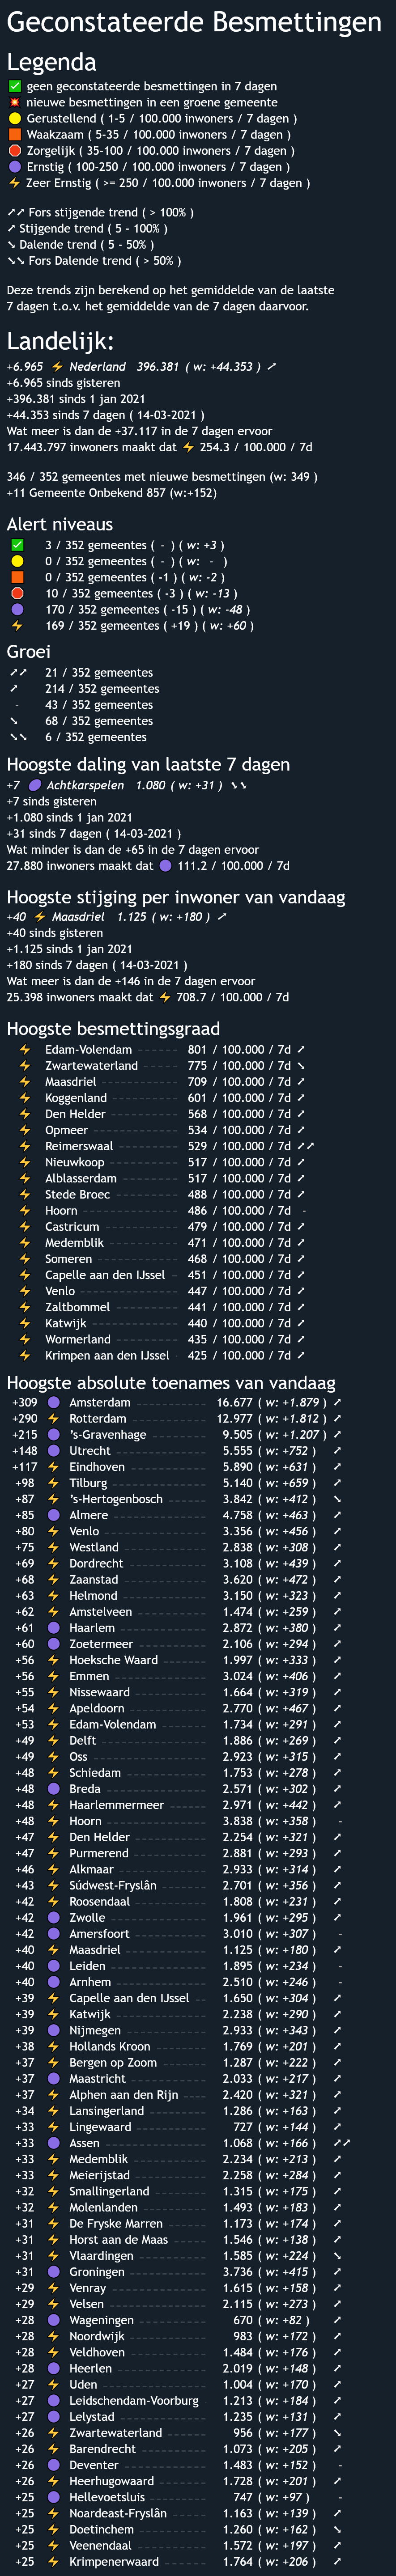 Geconstateerde Besmettingen
Legenda
✅ geen geconstateerde besmettingen in 7 dagen
💥 nieuwe besmettingen in een groene gemeente
🟡 Gerustellend ( 1-5 / 100.000 inwoners / 7 dagen )
🟧 Waakzaam ( 5-35 / 100.000 inwoners / 7 dagen )
🛑 Zorgelijk ( 35-100 / 100.000 inwoners / 7 dagen )
🟣 Ernstig ( 100-250 / 100.000 inwoners / 7 dagen )
⚡ Zeer Ernstig ( >= 250 / 100.000 inwoners / 7 dagen )
➚➚ Fors stijgende trend ( > 100% )
➚ Stijgende trend ( 5 - 100% )
➘ Dalende trend ( 5 - 50% )
➘➘ Fors Dalende trend ( > 50% )
Deze trends zijn berekend op het gemiddelde van de laatste
7 dagen t.o.v. het gemiddelde van de 7 dagen daarvoor.
Landelijk:
+6.965 ⚡ Nederland 396.381 ( w: +44.353 ) ➚
+6.965 sinds gisteren
+396.381 sinds 1 jan 2021
+44.353 sinds 7 dagen ( 14-03-2021 )
Wat meer is dan de +37.117 in de 7 dagen ervoor
17.443.797 inwoners maakt dat ⚡ 254.3 / 100.000 / 7d
346 / 352 gemeentes met nieuwe besmettingen (w: 349 )
+11 Gemeente Onbekend 857 (w:+152)
Alert niveaus
✅ 3 / 352 gemeentes ( - ) ( w: +3 )
🟡 0 / 352 gemeentes ( - ) ( w: - )
🟧 0 / 352 gemeentes ( -1 ) ( w: -2 )
🛑 10 / 352 gemeentes ( -3 ) ( w: -13 )
🟣 170 / 352 gemeentes ( -15 ) ( w: -48 )
⚡ 169 / 352 gemeentes ( +19 ) ( w: +60 )
Groei
➚➚ 21 / 352 gemeentes
➚ 214 / 352 gemeentes
- 43 / 352 gemeentes
➘ 68 / 352 gemeentes
➘➘ 6 / 352 gemeentes
Hoogste daling van laatste 7 dagen
+7 🟣 Achtkarspelen 1.080 ( w: +31 ) ➘➘
+7 sinds gisteren
+1.080 sinds 1 jan 2021
+31 sinds 7 dagen ( 14-03-2021 )
Wat minder is dan de +65 in de 7 dagen ervoor
27.880 inwoners maakt dat 🟣 111.2 / 100.000 / 7d
Hoogste stijging per inwoner van vandaag
+40 ⚡ Maasdriel 1.125 ( w: +180 ) ➚
+40 sinds gisteren
+1.125 sinds 1 jan 2021
+180 sinds 7 dagen ( 14-03-2021 )
Wat meer is dan de +146 in de 7 dagen ervoor
25.398 inwoners maakt dat ⚡ 708.7 / 100.000 / 7d
Hoogste besmettingsgraad
⚡ Edam-Volendam 801 / 100.000 / 7d ➚
⚡ Zwartewaterland 775 / 100.000 / 7d ➘
⚡ Maasdriel 709 / 100.000 / 7d ➚
⚡ Koggenland 601 / 100.000 / 7d ➚
⚡ Den Helder 568 / 100.000 / 7d ➚
⚡ Opmeer 534 / 100.000 / 7d ➚
⚡ Reimerswaal 529 / 100.000 / 7d ➚➚
⚡ Nieuwkoop 517 / 100.000 / 7d ➚
⚡ Alblasserdam 517 / 100.000 / 7d ➚
⚡ Stede Broec 488 / 100.000 / 7d ➚
⚡ Hoorn 486 / 100.000 / 7d -
⚡ Castricum 479 / 100.000 / 7d ➚
⚡ Medemblik 471 / 100.000 / 7d ➚
⚡ Someren 468 / 100.000 / 7d ➚
⚡ Capelle aan den IJssel 451 / 100.000 / 7d ➚
⚡ Venlo 447 / 100.000 / 7d ➚
⚡ Zaltbommel 441 / 100.000 / 7d ➚
⚡ Katwijk 440 / 100.000 / 7d ➚
⚡ Wormerland 435 / 100.000 / 7d ➚
⚡ Krimpen aan den IJssel 425 / 100.000 / 7d ➚
Hoogste absolute toenames van vandaag
+309 🟣 Amsterdam 16.677 ( w: +1.879 ) ➚
+290 ⚡ Rotterdam 12.977 ( w: +1.812 ) ➚
+215 🟣 's-Gravenhage 9.505 ( w: +1.207 ) ➚
+148 🟣 Utrecht 5.555 ( w: +752 ) ➚
+117 ⚡ Eindhoven 5.890 ( w: +631 ) ➚
+98 ⚡ Tilburg 5.140 ( w: +659 ) ➚
+87 ⚡ 's-Hertogenbosch 3.842 ( w: +412 ) ➘
+85 🟣 Almere 4.758 ( w: +463 ) ➚
+80 ⚡ Venlo 3.356 ( w: +456 ) ➚
+75 ⚡ Westland 2.838 ( w: +308 ) ➚
+69 ⚡ Dordrecht 3.108 ( w: +439 ) ➚
+68 ⚡ Zaanstad 3.620 ( w: +472 ) ➚
+63 ⚡ Helmond 3.150 ( w: +323 ) ➚
+62 ⚡ Amstelveen 1.474 ( w: +259 ) ➚
+61 🟣 Haarlem 2.872 ( w: +380 ) ➚
+60 🟣 Zoetermeer 2.106 ( w: +294 ) ➚
+56 ⚡ Hoeksche Waard 1.997 ( w: +333 ) ➚
+56 ⚡ Emmen 3.024 ( w: +406 ) ➚
+55 ⚡ Nissewaard 1.664 ( w: +319 ) ➚
+54 ⚡ Apeldoorn 2.770 ( w: +467 ) ➚
+53 ⚡ Edam-Volendam 1.734 ( w: +291 ) ➚
+49 ⚡ Delft 1.886 ( w: +269 ) ➚
+49 ⚡ Oss 2.923 ( w: +315 ) ➚
+48 ⚡ Schiedam 1.753 ( w: +278 ) ➚
+48 🟣 Breda 2.571 ( w: +302 ) ➚
+48 ⚡ Haarlemmermeer 2.971 ( w: +442 ) ➚
+48 ⚡ Hoorn 3.838 ( w: +358 ) -
+47 ⚡ Den Helder 2.254 ( w: +321 ) ➚
+47 ⚡ Purmerend 2.881 ( w: +293 ) ➚
+46 ⚡ Alkmaar 2.933 ( w: +314 ) ➚
+43 ⚡ Súdwest-Fryslân 2.701 ( w: +356 ) ➚
+42 ⚡ Roosendaal 1.808 ( w: +231 ) ➚
+42 🟣 Zwolle 1.961 ( w: +295 ) ➚
+42 🟣 Amersfoort 3.010 ( w: +307 ) -
+40 ⚡ Maasdriel 1.125 ( w: +180 ) ➚
+40 🟣 Leiden 1.895 ( w: +234 ) -
+40 🟣 Arnhem 2.510 ( w: +246 ) -
+39 ⚡ Capelle aan den IJssel 1.650 ( w: +304 ) ➚
+39 ⚡ Katwijk 2.238 ( w: +290 ) ➚
+39 🟣 Nijmegen 2.933 ( w: +343 ) ➚
+38 ⚡ Hollands Kroon 1.769 ( w: +201 ) ➚
+37 ⚡ Bergen op Zoom 1.287 ( w: +222 ) ➚
+37 🟣 Maastricht 2.033 ( w: +217 ) ➚
+37 ⚡ Alphen aan den Rijn 2.420 ( w: +321 ) ➚
+34 ⚡ Lansingerland 1.286 ( w: +163 ) ➚
+33 ⚡ Lingewaard 727 ( w: +144 ) ➚
+33 🟣 Assen 1.068 ( w: +166 ) ➚➚
+33 ⚡ Medemblik 2.234 ( w: +213 ) ➚
+33 ⚡ Meierijstad 2.258 ( w: +284 ) ➚
+32 ⚡ Smallingerland 1.315 ( w: +175 ) ➚
+32 ⚡ Molenlanden 1.493 ( w: +183 ) ➚
+31 ⚡ De Fryske Marren 1.173 ( w: +174 ) ➚
+31 ⚡ Horst aan de Maas 1.546 ( w: +138 ) ➚
+31 ⚡ Vlaardingen 1.585 ( w: +224 ) ➘
+31 🟣 Groningen 3.736 ( w: +415 ) ➚
+29 ⚡ Venray 1.615 ( w: +158 ) ➚
+29 ⚡ Velsen 2.115 ( w: +273 ) ➚
+28 🟣 Wageningen 670 ( w: +82 ) ➚
+28 ⚡ Noordwijk 983 ( w: +172 ) ➚
+28 ⚡ Veldhoven 1.484 ( w: +176 ) ➚
+28 🟣 Heerlen 2.019 ( w: +148 ) ➚
+27 ⚡ Uden 1.004 ( w: +170 ) ➚
+27 🟣 Leidschendam-Voorburg 1.213 ( w: +184 ) ➚
+27 🟣 Lelystad 1.235 ( w: +131 ) ➚
+26 ⚡ Zwartewaterland 956 ( w: +177 ) ➘
+26 ⚡ Barendrecht 1.073 ( w: +205 ) ➚
+26 🟣 Deventer 1.483 ( w: +152 ) -
+26 ⚡ Heerhugowaard 1.728 ( w: +201 ) ➚
+25 🟣 Hellevoetsluis 747 ( w: +97 ) -
+25 ⚡ Noardeast-Fryslân 1.163 ( w: +139 ) ➚
+25 ⚡ Doetinchem 1.260 ( w: +162 ) ➘
+25 ⚡ Veenendaal 1.572 ( w: +197 ) ➚
+25 ⚡ Krimpenerwaard 1.764 ( w: +206 ) ➚